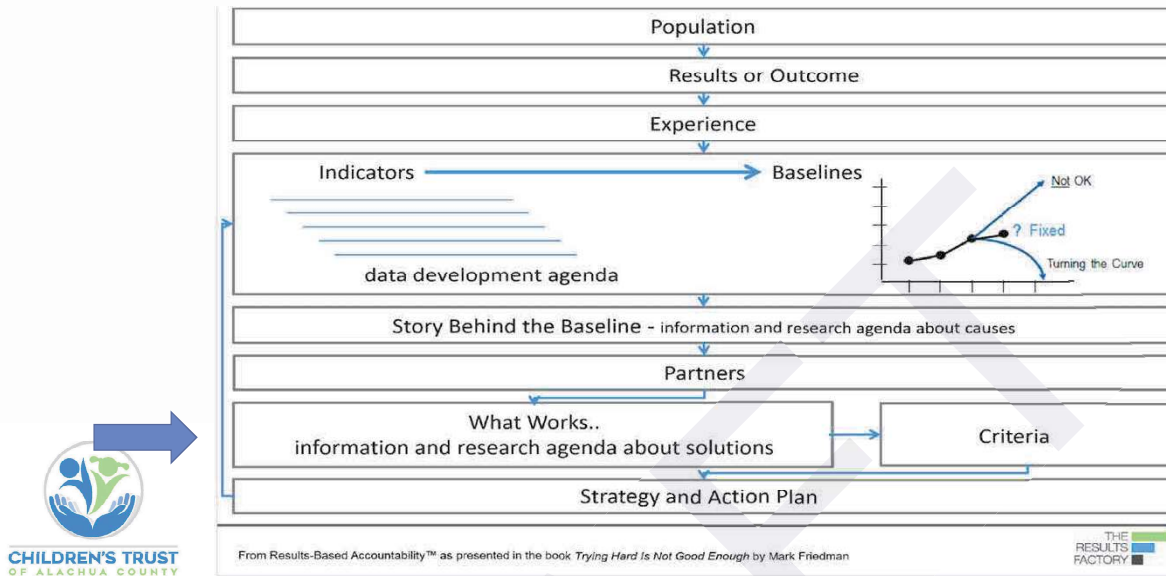 Population
Results or Outcome
Experience
Indicators
Baselines
Not OK
? Fixed
Turning the Curve
data development agenda
Story Behind the Baseline - information and research agenda about causes
Partners
What Works..
information and research agenda about solutions
Criteria
Strategy and Action Plan
CHILDREN'S TRUST
OF ALACHUA COUNTY
From Results-Based Accountability™ as presented in the book Trying Hard Is Not Good Enough by Mark Friedman
THE
RESULTS
FACTORY